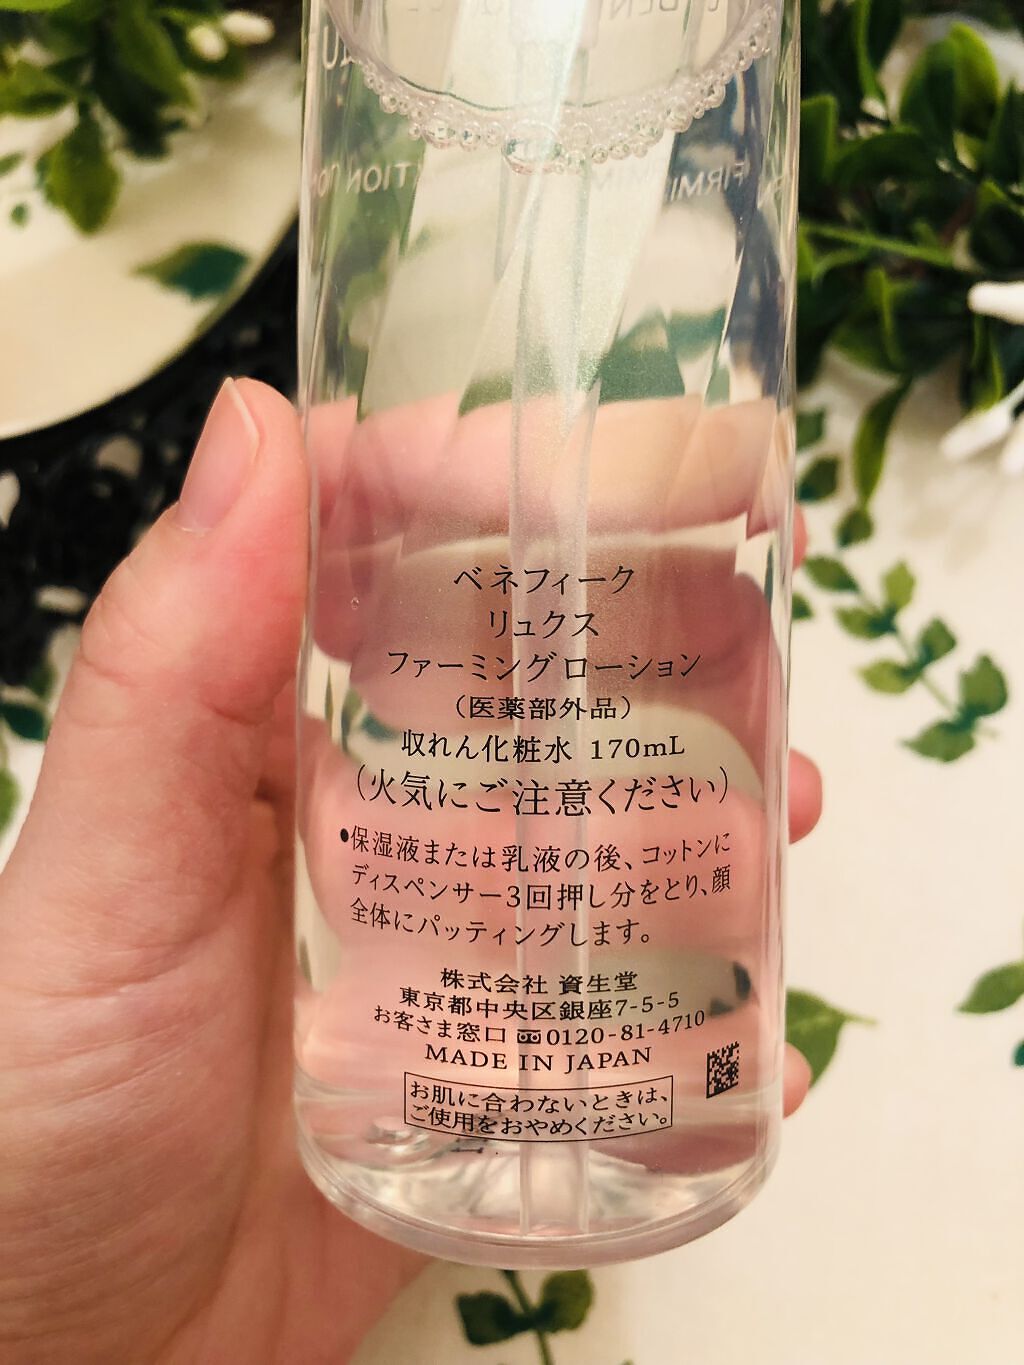 ベネフィーク
リュクス
ファーミングローション
（医薬部外品）
収れん化粧水 170mL
（火気にご注意ください）
●保湿液または乳液の後、コットンに
ディスペンサー3回押し分をとり、顔
全体にパッティングします。
株式会社 資生堂
東京都中央区銀座7-5-5
お客さま窓口 0120-81-4710
MADE IN JAPAN
お肌に合わないときは、
ご使用をおやめください。